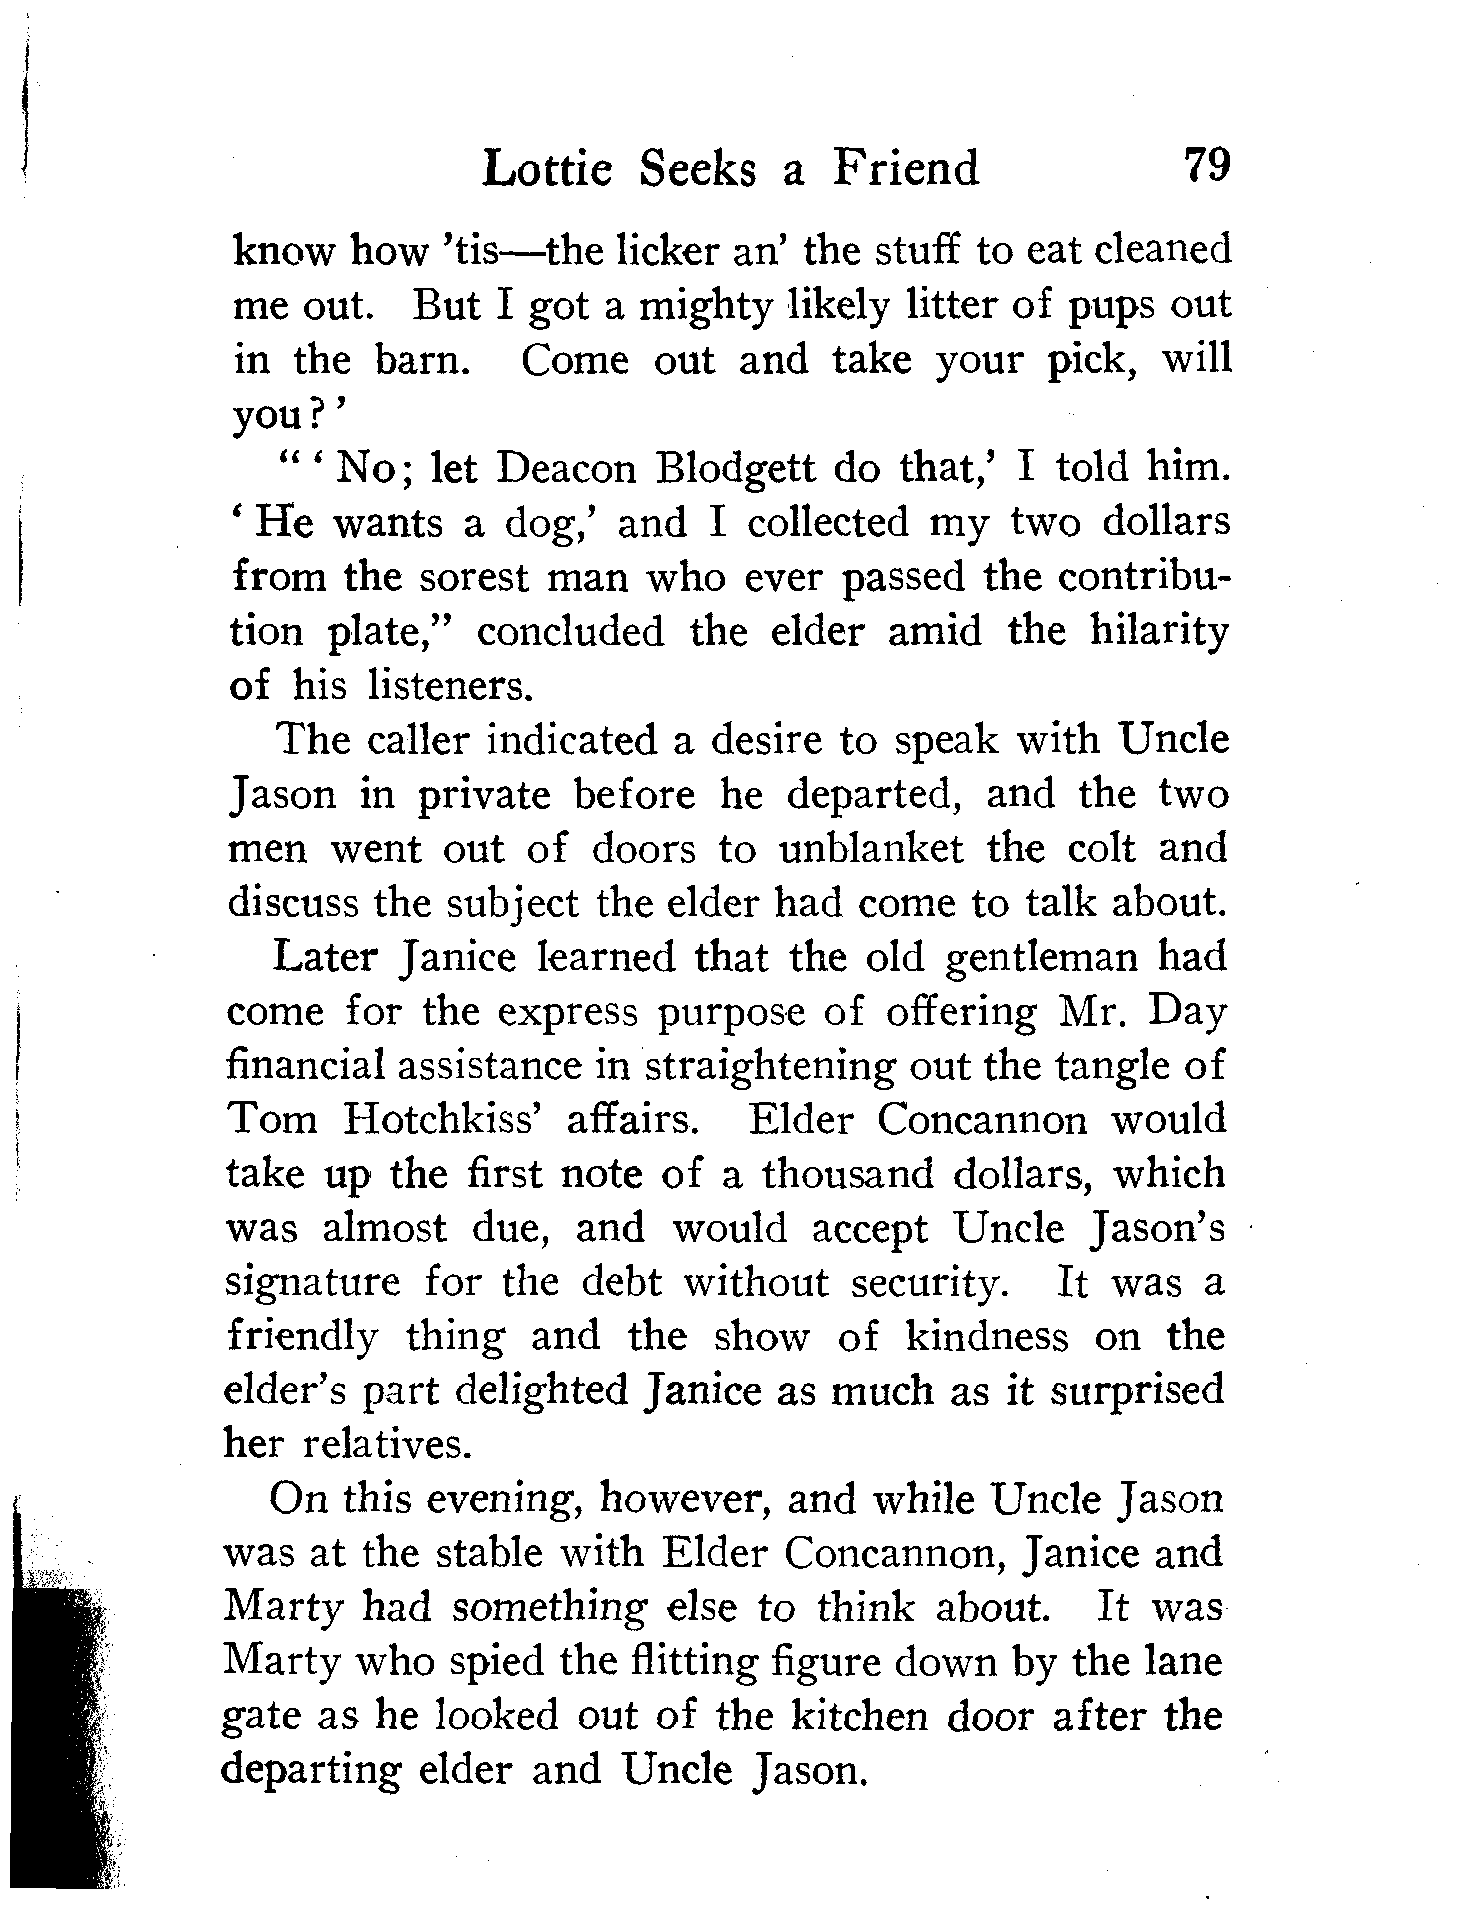 Lottie Seeks a Friend 79
know how 'tis—the licker an' the stuff to eat cleaned
me out. But I got a mighty likely litter of pups out
in the barn. Come out and take your pick, will
you?'
"'No; let Deacon Blodgett do that,' I told him.
'He wants a dog,' and I collected my two dollars
from the sorest man who ever passed the contribu-
tion plate," concluded the elder amid the hilarity
of his listeners.
The caller indicated a desire to speak with Uncle
Jason in private before he departed, and the two
men went out of doors to unblanket the colt and
discuss the subject the elder had come to talk about.
Later Janice learned that the old gentleman had
come for the express purpose of offering Mr. Day
financial assistance in straightening out the tangle of
Tom Hotchkiss' affairs. Elder Concannon would
take up the first note of a thousand dollars, which
was almost due, and would accept Uncle Jason's
signature for the debt without security. It was a
friendly thing and the show of kindness on the
elder's part delighted Janice as much as it surprised
her relatives.
On this evening, however, and while Uncle Jason
was at the stable with Elder Concannon, Janice and
Marty had something else to think about. It was
Marty who spied the flitting figure down by the lane
gate as he looked out of the kitchen door after the
departing elder and Uncle Jason.